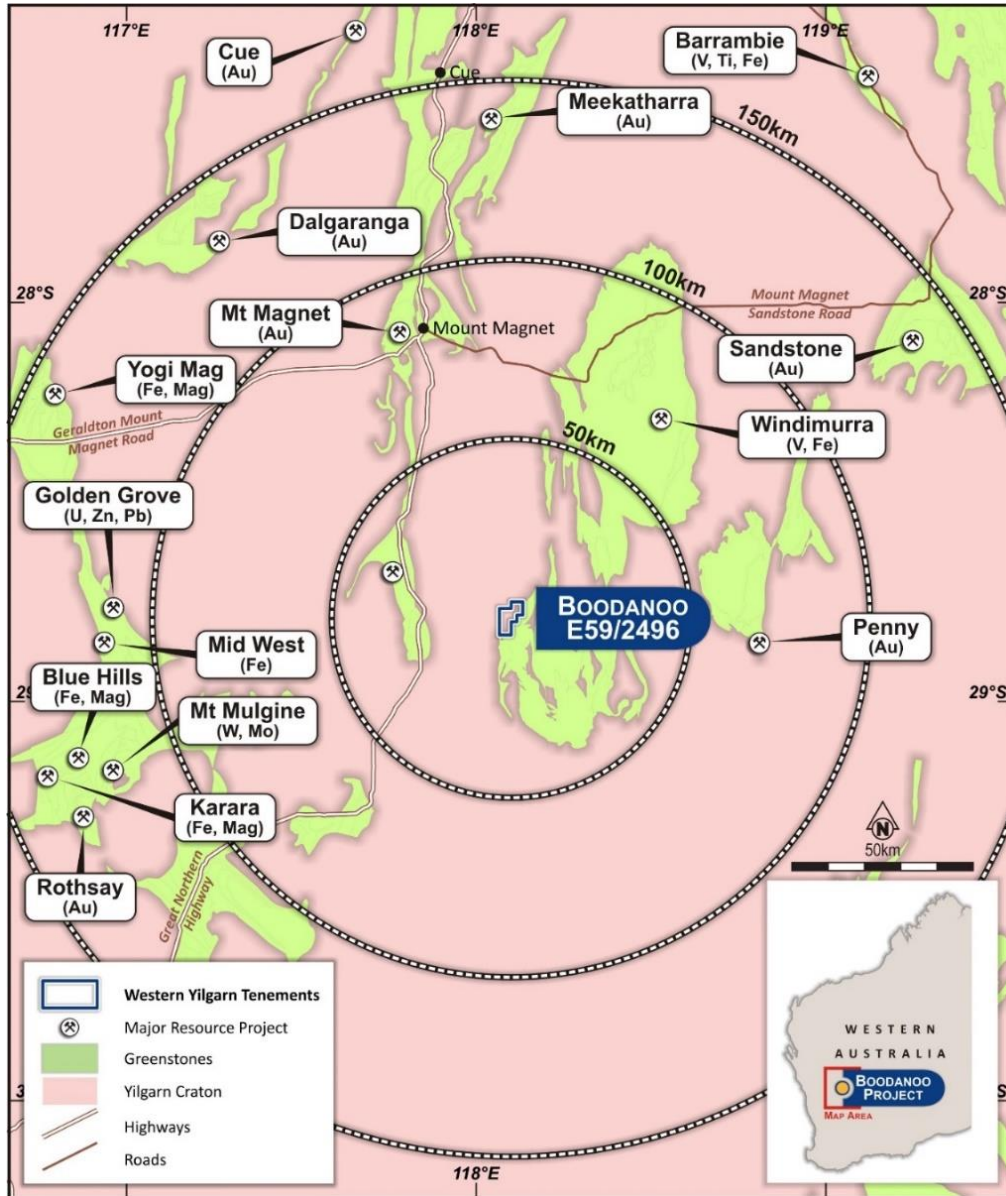 117°E
118°E
119°E
Cue
(Au)
Cue
Barrambie
(V, Ti, Fe)
Meekatharra
(Au)
150km
Dalgaranga
(Au)
100km
28°S
28°S
Mount Magnet
Sandstone Road
Mt Magnet
(Au)
Mount Magnet
Sandstone
(Au)
Yogi Mag
(Fe, Mag)
Geraldton Mount
Magnet Road
Windimurra
(V, Fe)
50km
Golden Grove
(U, Zn, Pb)
BOODANOO
E59/2496
Penny
(Au)
Mid West
(Fe)
Blue Hills
(Fe, Mag)
29°S
Mt Mulgine
(W, Mo)
Karara
(Fe, Mag)
Rothsay
(Au)
Great Northern
Highway
N
50km
Western Yilgarn Tenements
Major Resource Project
Greenstones
Yilgarn Craton
Highways
Roads
WESTERN
AUSTRALIA
BOODANOO
PROJECT
MAP AREA
118°E